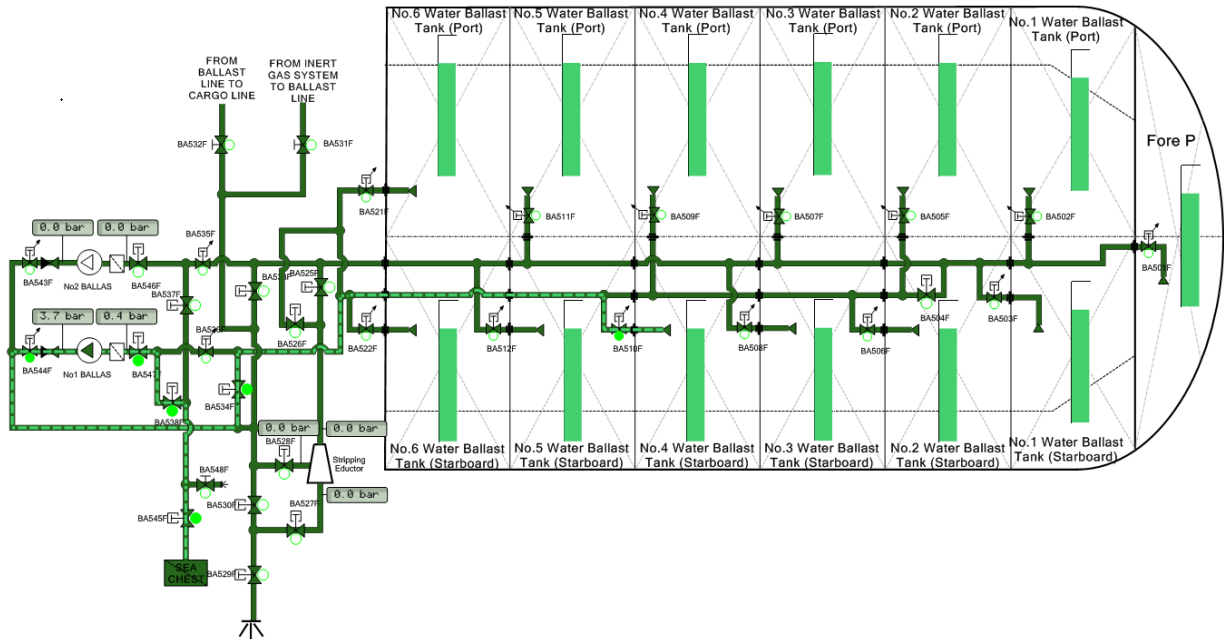 No.6 Water Ballast
Tank (Port)
No.5 Water Ballast
Tank (Port)
No.4 Water Ballast
Tank (Port)
No.3 Water Ballast
Tank (Port)
No.2 Water Ballast
Tank (Port)
No.1 Water Ballast
Tank (Port)
FROM
BALLAST
LINE TO
CARGO LINE
FROM INERT
GAS SYSTEM
TO BALLAST
LINE
BA532F
BA531F
Fore P
BA521F
BA511F
BA509F
BA507F
BA505F
BA502F
0.0 bar
0.0 bar
BA535F
BA501F
BA543F
No2 BALLAS
BA546F
BA537F
BA525F
3.7 bar
0.4 bar
BA526F
BA522F
BA512F
BA510F
BA508F
BA506F
BA504F
BA503F
BA544F
No1 BALLAS
BA547F
BA538F
BA534F
0.0 bar
0.0 bar
BA528F
Stripping
Eductor
No.6 Water Ballast
Tank (Starboard)
No.5 Water Ballast
Tank (Starboard)
No.4 Water Ballast
Tank (Starboard)
No.3 Water Ballast
Tank (Starboard)
No.2 Water Ballast
Tank (Starboard)
No.1 Water Ballast
Tank (Starboard)
BA548F
0.0 bar
BA530F
BA527F
BA545F
SEA
CHEST
BA529F